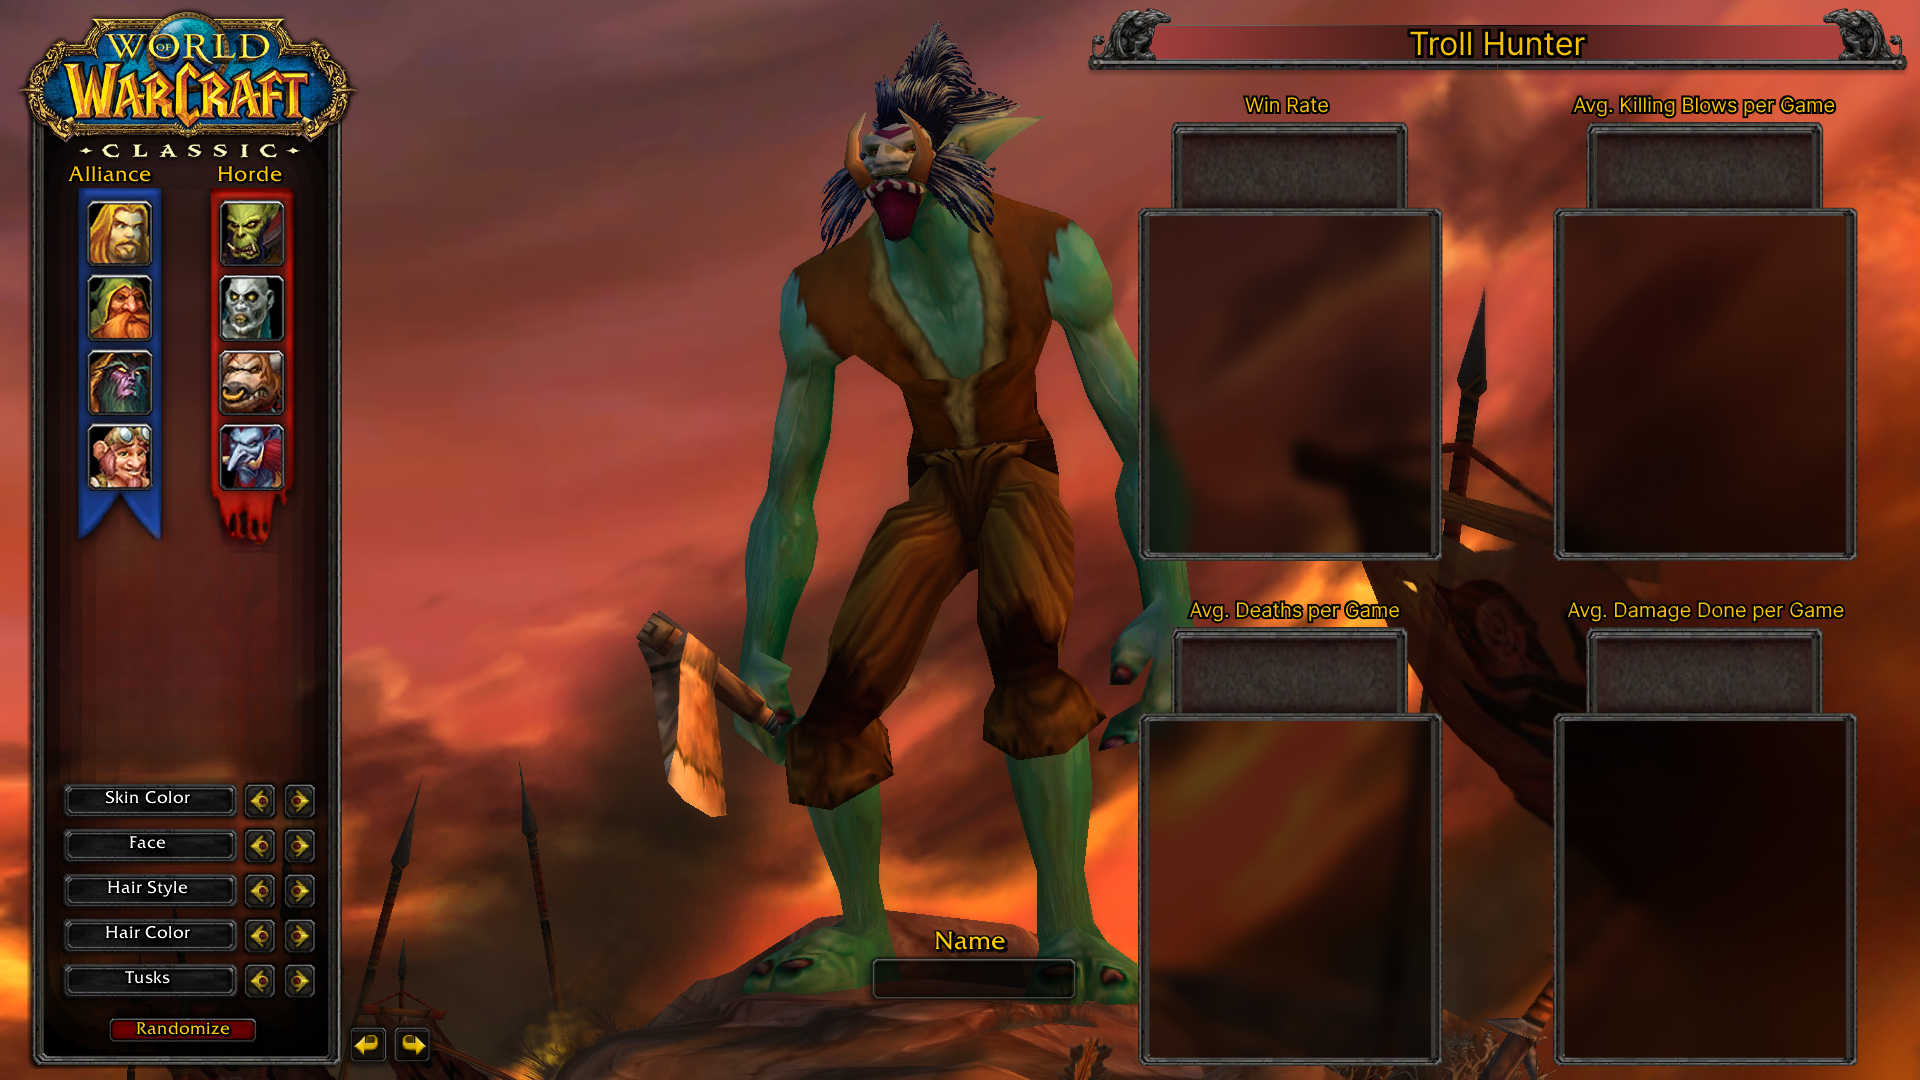 WORLD OF
WARCRAFT
CLASSIC
Alliance
Horde
Skin Color
Face
Hair Style
Hair Color
Tusks
Randomize
Name
Troll Hunter
Win Rate
Avg. Killing Blows per Game
Avg. Deaths per Game
Avg. Damage Done per Game